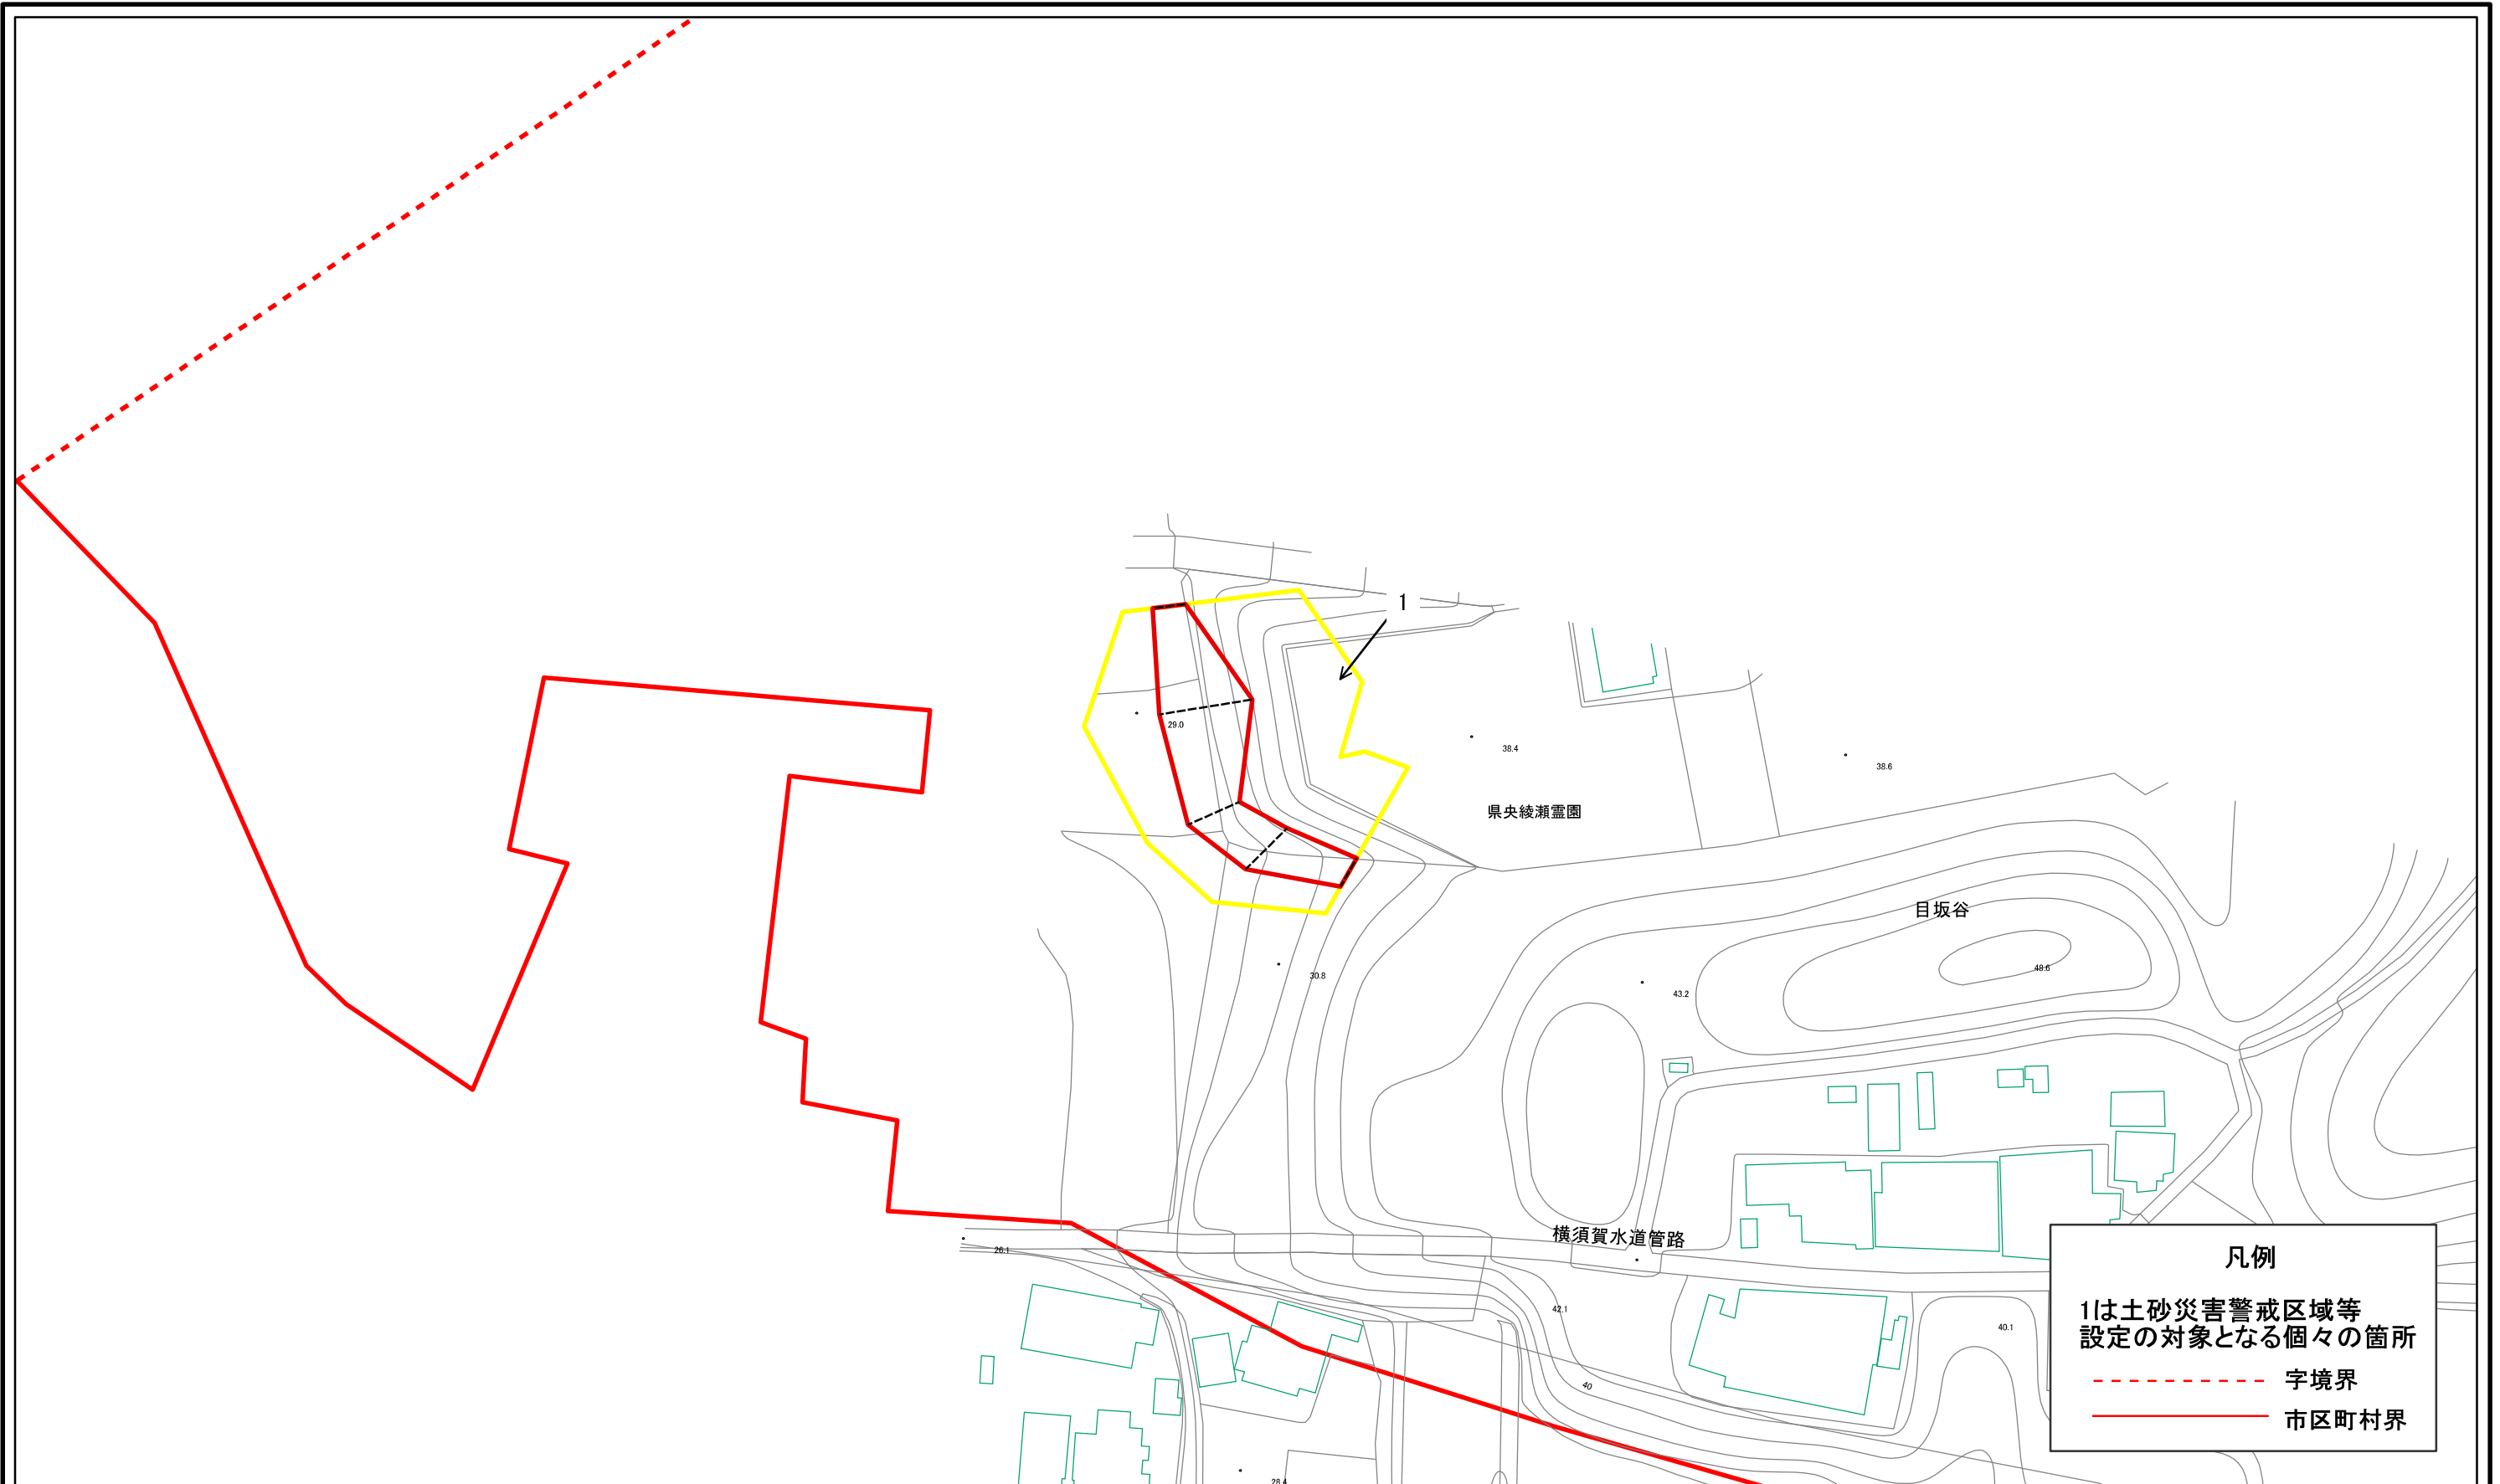 1
29.0
38.4
38.6
県央綾瀬霊園
目坂谷
30.8
48.6
43.2
横須賀水道管路
26.1
42.1
40.1
40
28.4
凡例
1は土砂災害警戒区域等
設定の対象となる個々の箇所
字境界
市区町村界